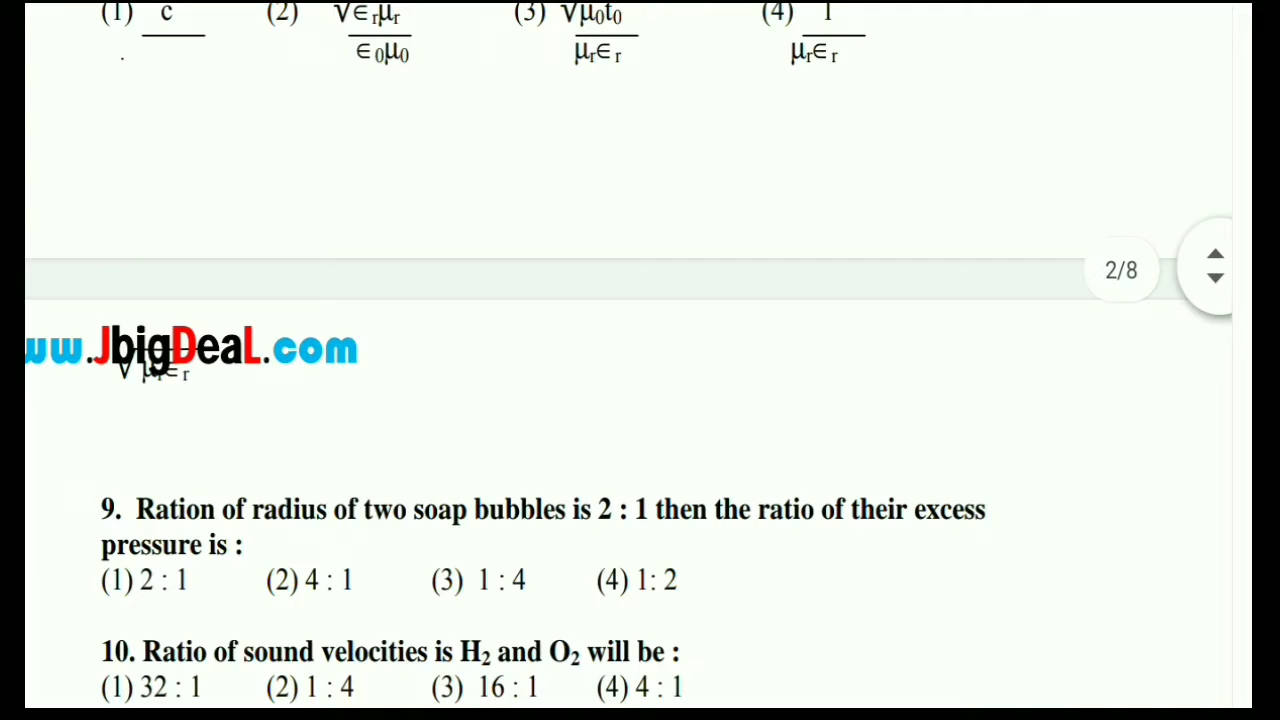 (1) c (2) √∈rμr (3) √μ0t0 (4) 1
∈0μ0 μr∈r μr∈r
2/8
.JbigDeaL.com
√ μr∈r
9. Ration of radius of two soap bubbles is 2 : 1 then the ratio of their excess
pressure is :
(1) 2 : 1 (2) 4 : 1 (3) 1 : 4 (4) 1: 2
10. Ratio of sound velocities is H2 and O2 will be :
(1) 32 : 1 (2) 1 : 4 (3) 16 : 1 (4) 4 : 1